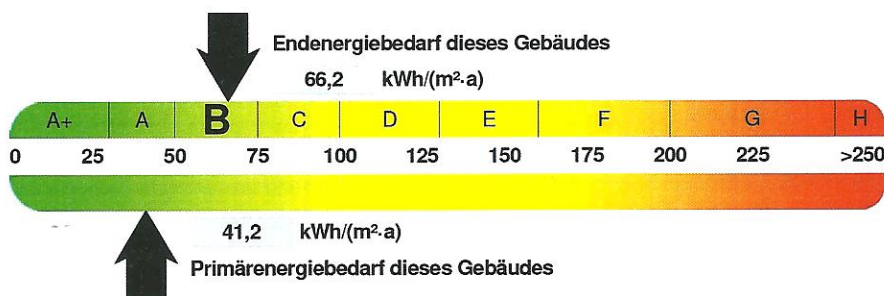 Endenergiebedarf dieses Gebäudes
66,2 kWh/(m²·a)
A+ A B C D E F G H
0 25 50 75 100 125 150 175 200 225 >250
41,2 kWh/(m²·a)
Primärenergiebedarf dieses Gebäudes